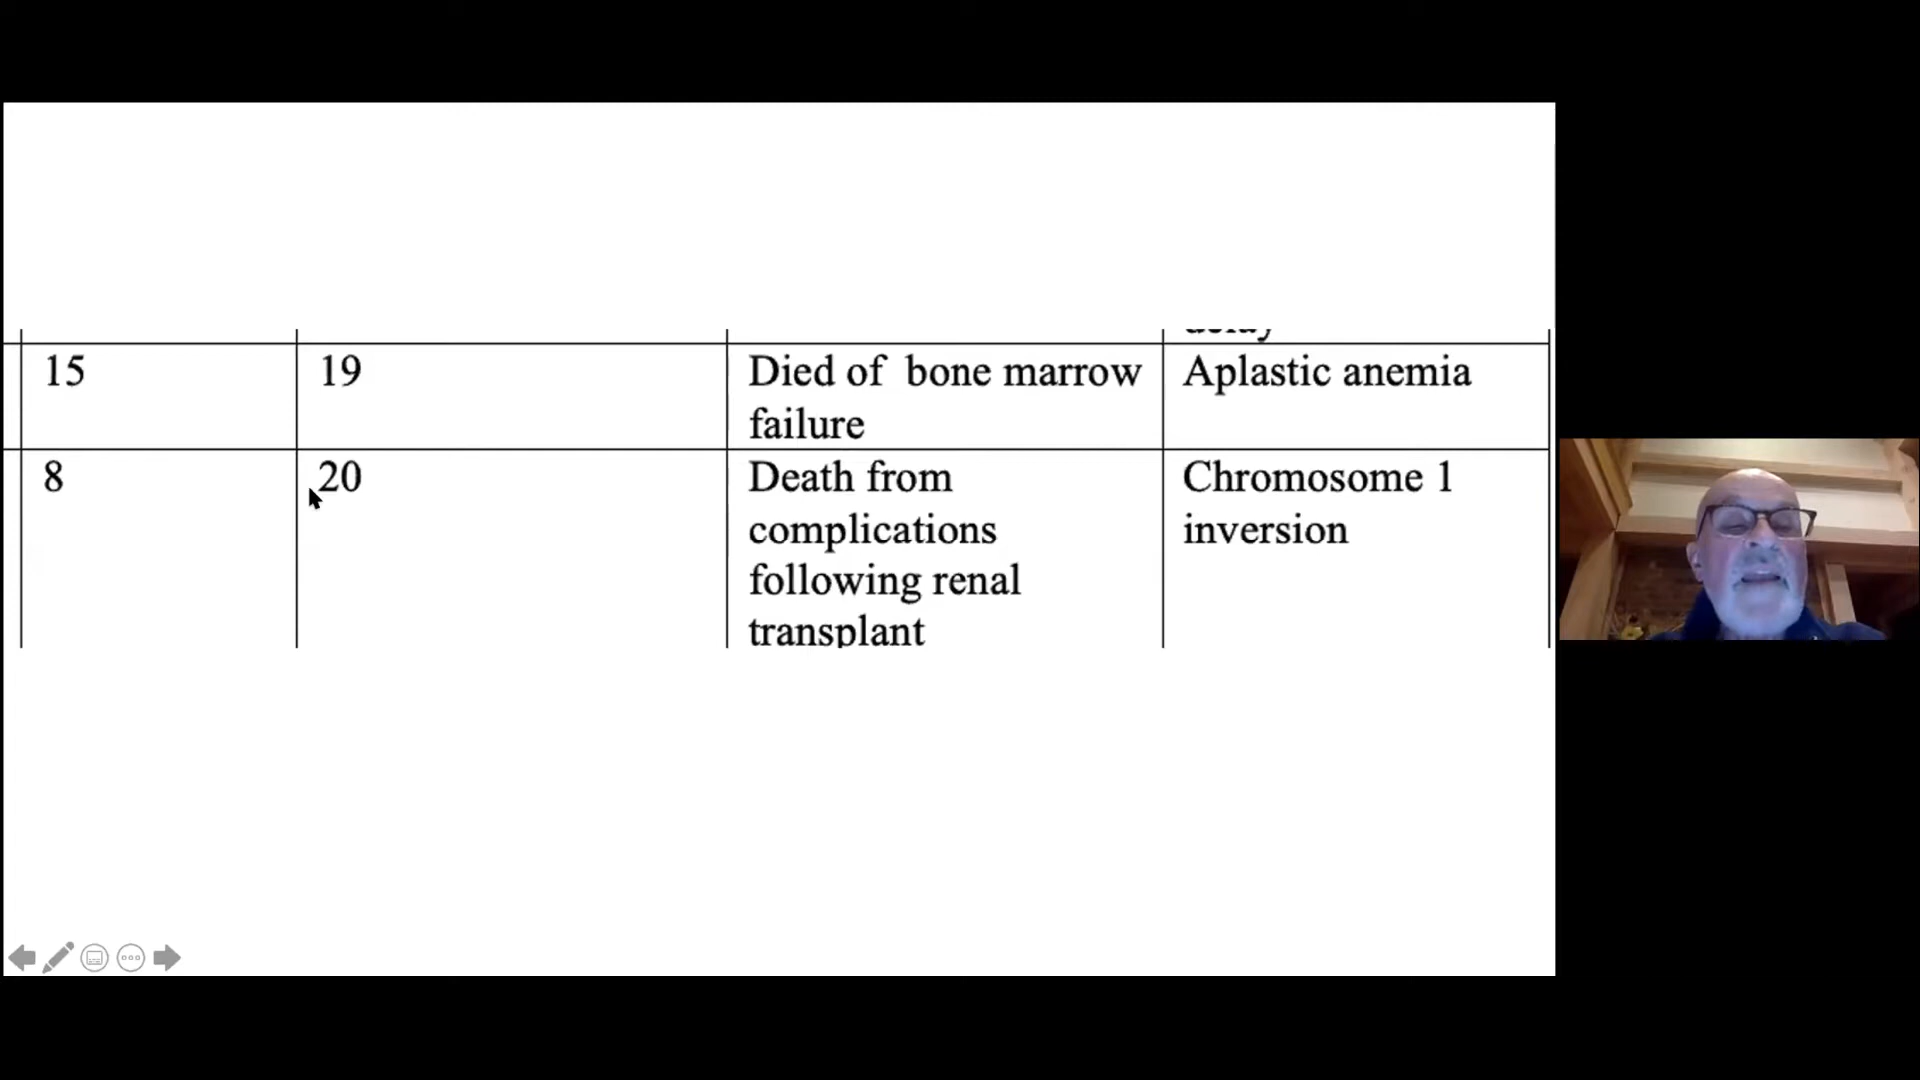 15
19
Died of bone marrow
failure
Aplastic anemia
8
20
Death from
complications
following renal
transplant
Chromosome 1
inversion